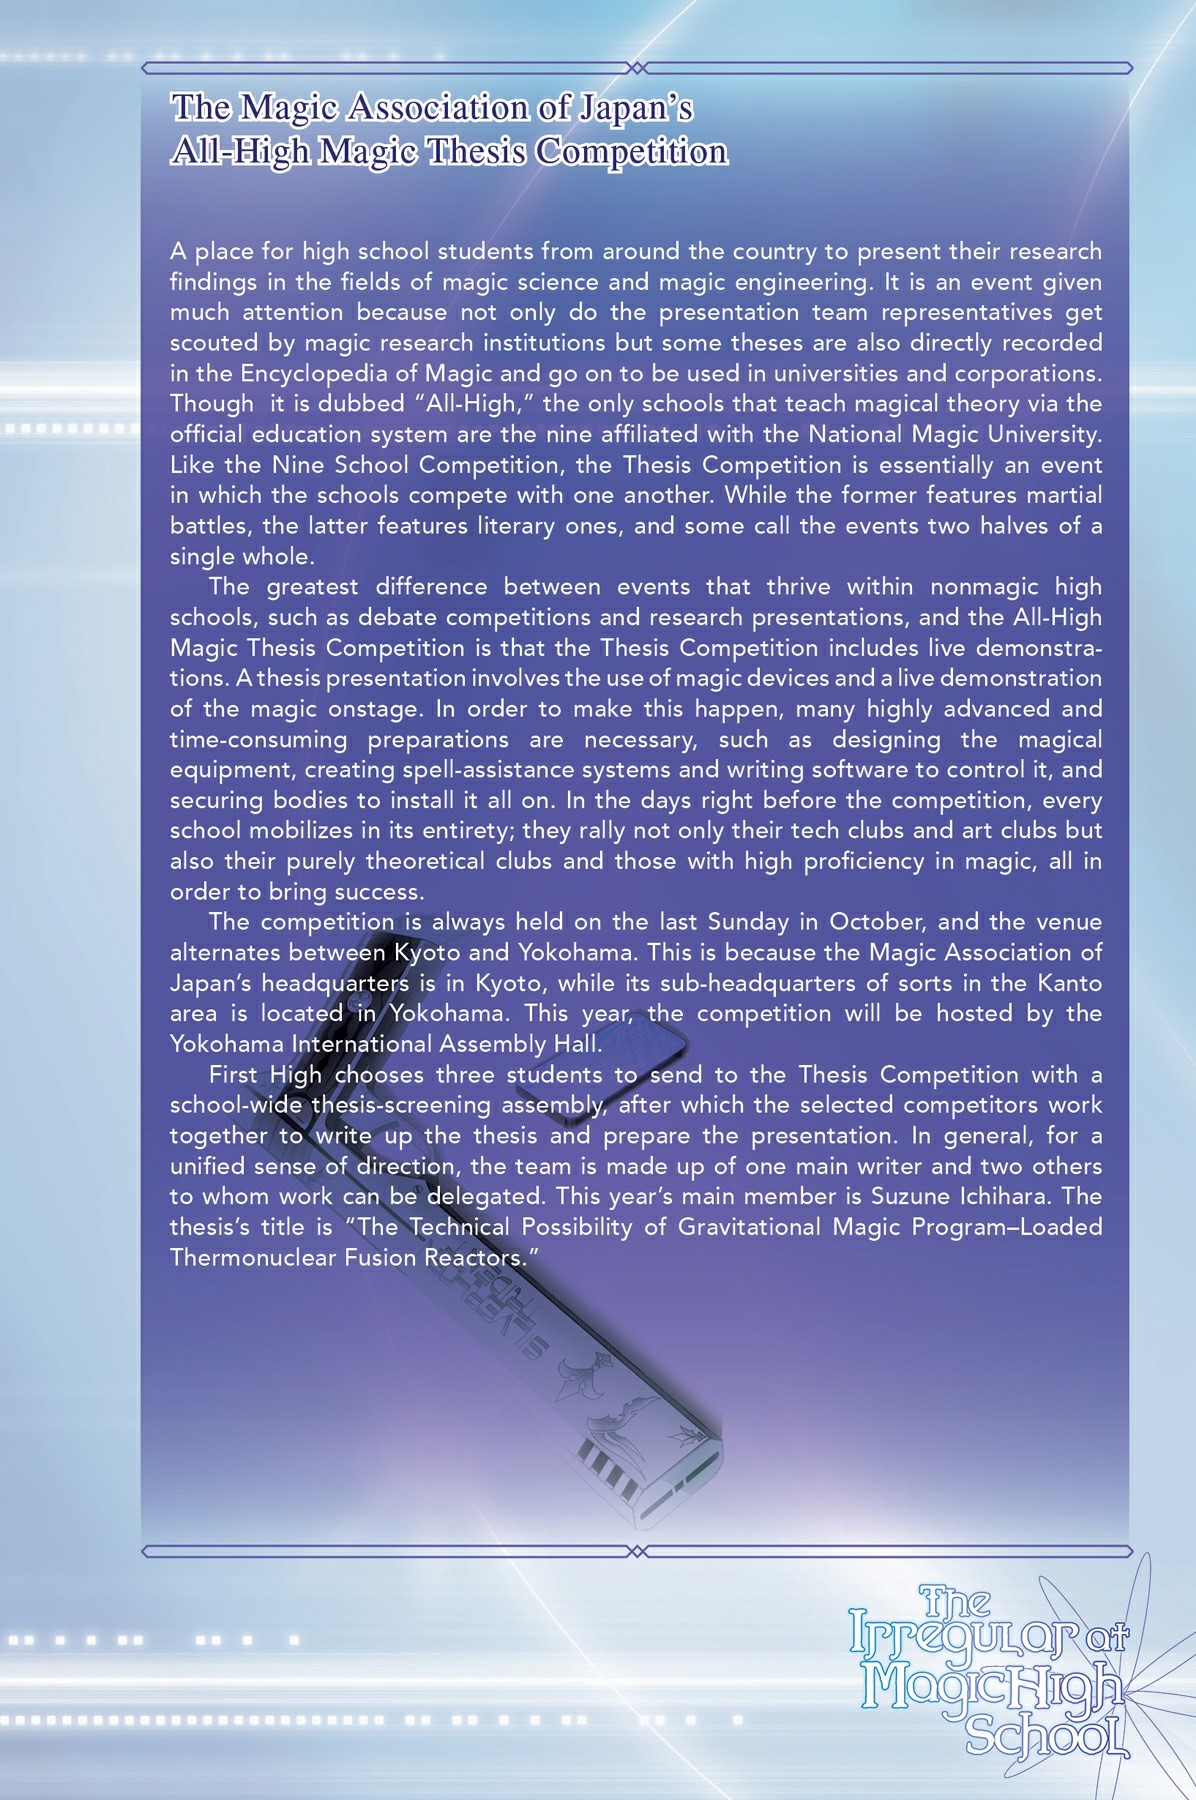 The Magic Association of Japan's
All-High Magic Thesis Competition
A place for high school students from around the country to present their research
findings in the fields of magic science and magic engineering. It is an event given
much attention because not only do the presentation team representatives get
scouted by magic research institutions but some theses are also directly recorded
in the Encyclopedia of Magic and go on to be used in universities and corporations.
Though it is dubbed “All-High,” the only schools that teach magical theory via the
official education system are the nine affiliated with the National Magic University.
Like the Nine School Competition, the Thesis Competition is essentially an event
in which the schools compete with one another. While the former features martial
battles, the latter features literary ones, and some call the events two halves of a
single whole.
The greatest difference between events that thrive within nonmagic high
schools, such as debate competitions and research presentations, and the All-High
Magic Thesis Competition is that the Thesis Competition includes live demonstra-
tions. A thesis presentation involves the use of magic devices and a live demonstration
of the magic onstage. In order to make this happen, many highly advanced and
time-consuming preparations are necessary, such as designing the magical
equipment, creating spell-assistance systems and writing software to control it, and
securing bodies to install it all on. In the days right before the competition, every
school mobilizes in its entirety; they rally not only their tech clubs and art clubs but
also their purely theoretical clubs and those with high proficiency in magic, all in
order to bring success.
The competition is always held on the last Sunday in October, and the venue
alternates between Kyoto and Yokohama. This is because the Magic Association of
Japan's headquarters is in Kyoto, while its sub-headquarters of sorts in the Kanto
area is located in Yokohama. This year, the competition will be hosted by the
Yokohama International Assembly Hall.
First High chooses three students to send to the Thesis Competition with a
school-wide thesis-screening assembly, after which the selected competitors work
together to write up the thesis and prepare the presentation. In general, for a
unified sense of direction, the team is made up of one main writer and two others
to whom work can be delegated. This year's main member is Suzune Ichihara. The
thesis's title is “The Technical Possibility of Gravitational Magic Program–Loaded
Thermonuclear Fusion Reactors.”
TRIDENT
SILVER
The
Irregular at
Magic High
School